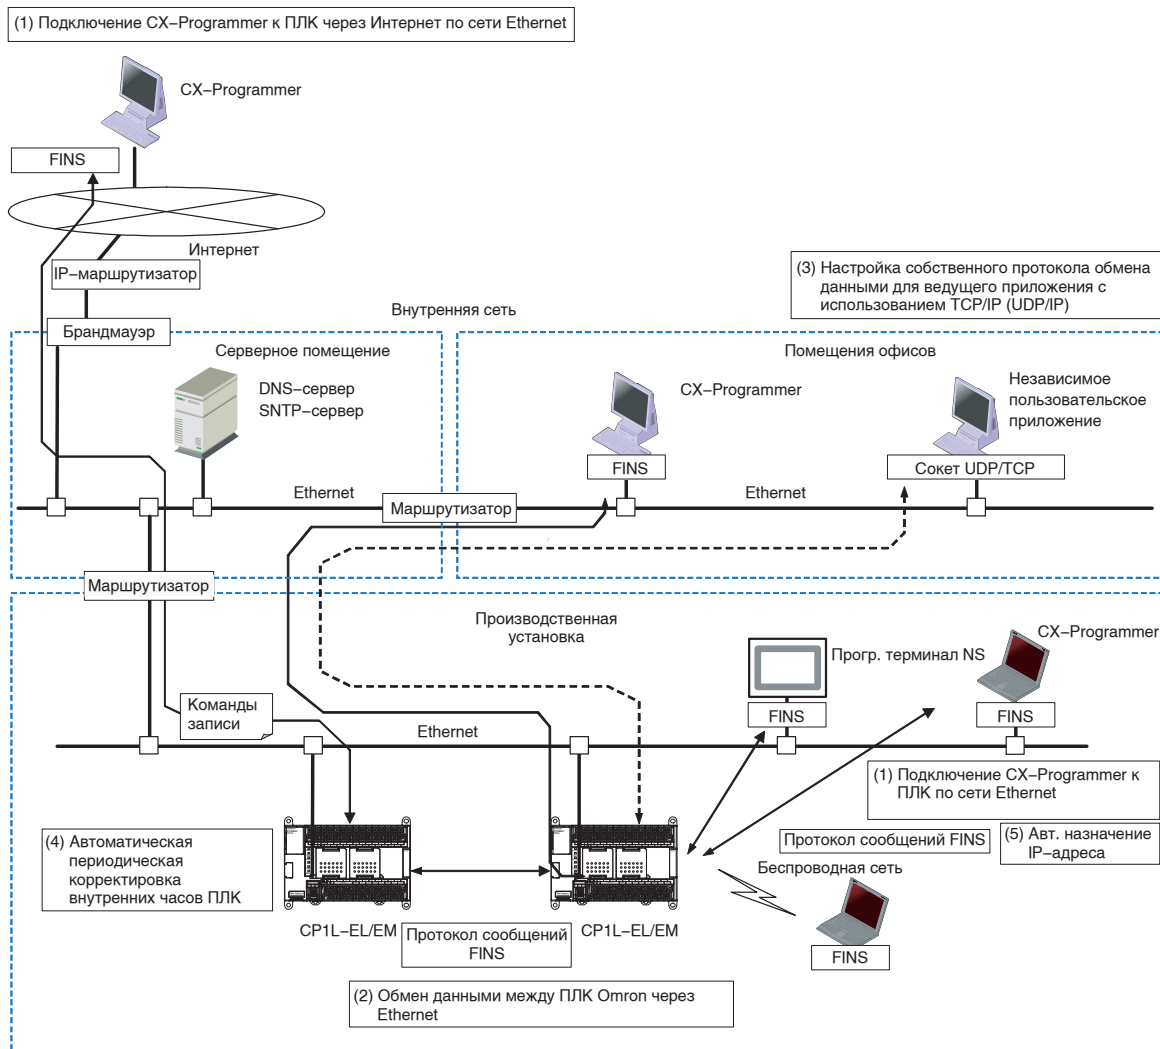 (1) Подключение CX–Programmer к ПЛК через Интернет по сети Ethernet
CX–Programmer
FINS
Интернет
IP–маршрутизатор
(3) Настройка собственного протокола обмена
данными для ведущего приложения с
использованием TCP/IP (UDP/IP)
Внутренняя сеть
Брандмауэр
Серверное помещение
Помещения офисов
DNS–сервер
SNTP–сервер
CX–Programmer
Независимое
пользовательское
приложение
FINS
Сокет UDP/TCP
Ethernet
Маршрутизатор
Ethernet
Маршрутизатор
Производственная
установка
CX–Programmer
Прогр. терминал NS
Команды
записи
FINS
FINS
Ethernet
(1) Подключение CX–Programmer к
ПЛК по сети Ethernet
(4) Автоматическая
периодическая
корректировка
внутренних часов ПЛК
Протокол сообщений FINS
(5) Авт. назначение
IP–адреса
Беспроводная сеть
CP1L–EL/EM
Протокол сообщений
FINS
CP1L–EL/EM
FINS
(2) Обмен данными между ПЛК Omron через
Ethernet